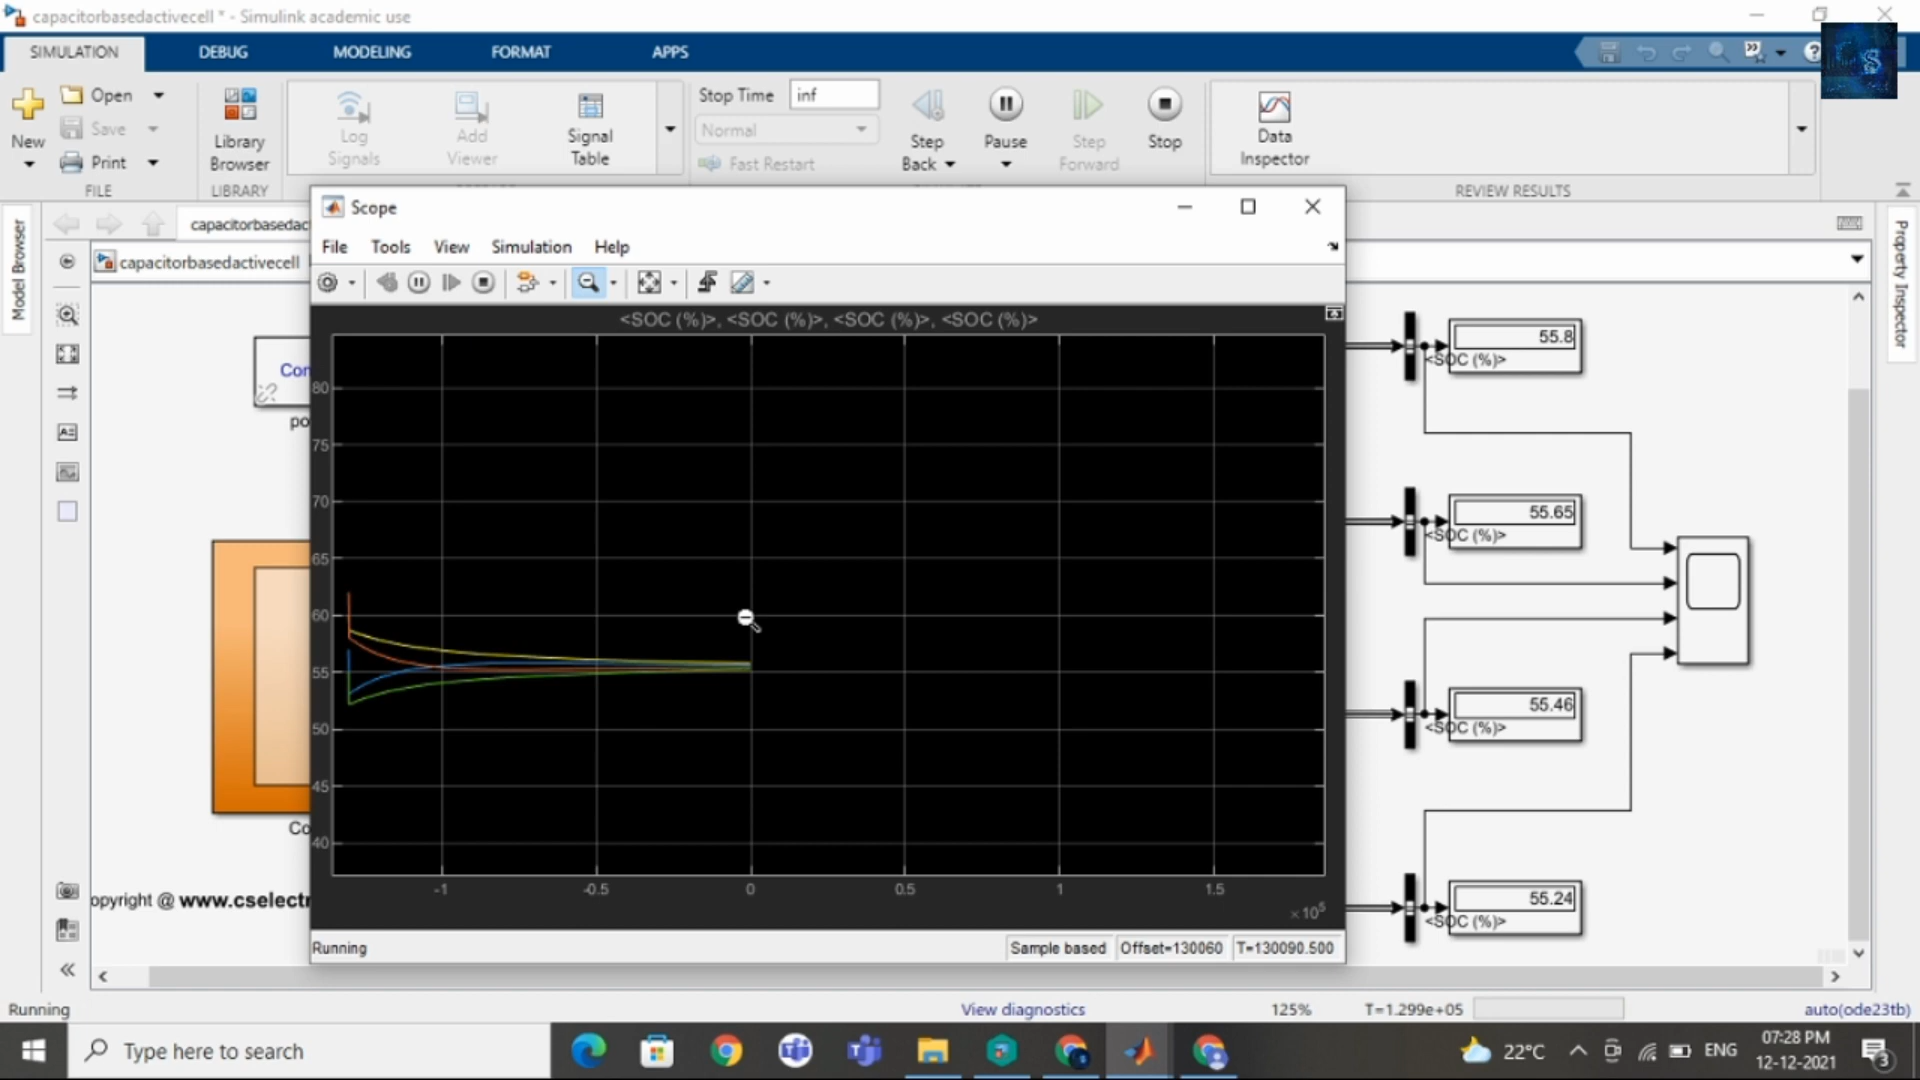 capacitorbasedactivecell * - Simulink academic use
SIMULATION
DEBUG
MODELING
FORMAT
APPS
New
Open
Save
Print
FILE
Library
Browser
LIBRARY
Log
Signals
Add
Viewer
Signal
Table
Stop Time
inf
Normal
Fast Restart
Step
Back
Pause
Step
Forward
Stop
Data
Inspector
REVIEW RESULTS
Model Browser
Property Inspector
capacitorbasedac
capacitorbasedactivecell
Scope
File
Tools
View
Simulation
Help
<SOC (%)>, <SOC (%)>, <SOC (%)>, <SOC (%)>
80
75
70
65
60
55
50
45
40
-1
-0.5
0
0.5
1
1.5
×10⁵
Running
Sample based
Offset=130060
T=130090.500
Con
po
Co
opyright @ www.cselectr
55.8
<SOC (%)>
55.65
<SOC (%)>
55.46
<SOC (%)>
55.24
<SOC (%)>
Running
View diagnostics
125%
T=1.299e+05
auto(ode23tb)
Type here to search
22°C
ENG
07:28 PM
12-12-2021
3